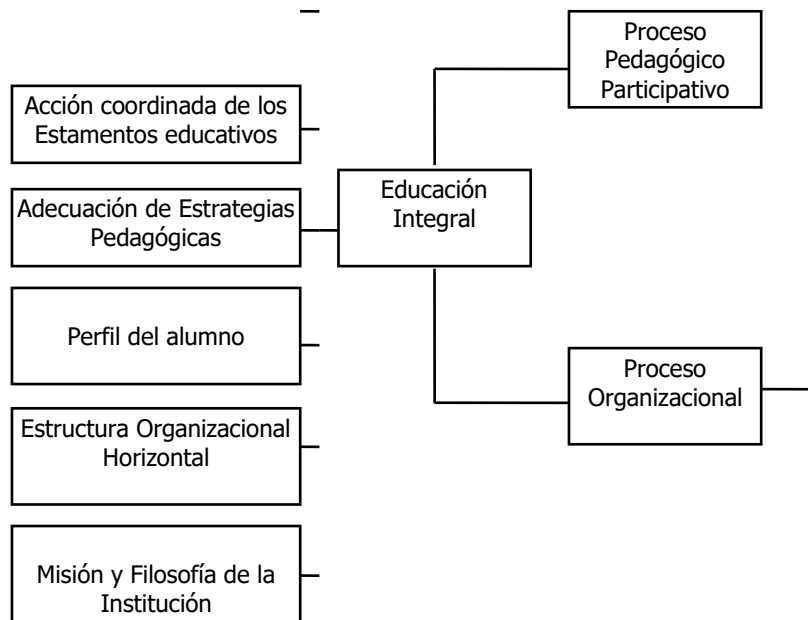 Proceso
Pedagógico
Participativo
Acción coordinada de los
Estamentos educativos
Educación
Integral
Adecuación de Estrategias
Pedagógicas
Perfil del alumno
Proceso
Organizacional
Estructura Organizacional
Horizontal
Misión y Filosofía de la
Institución